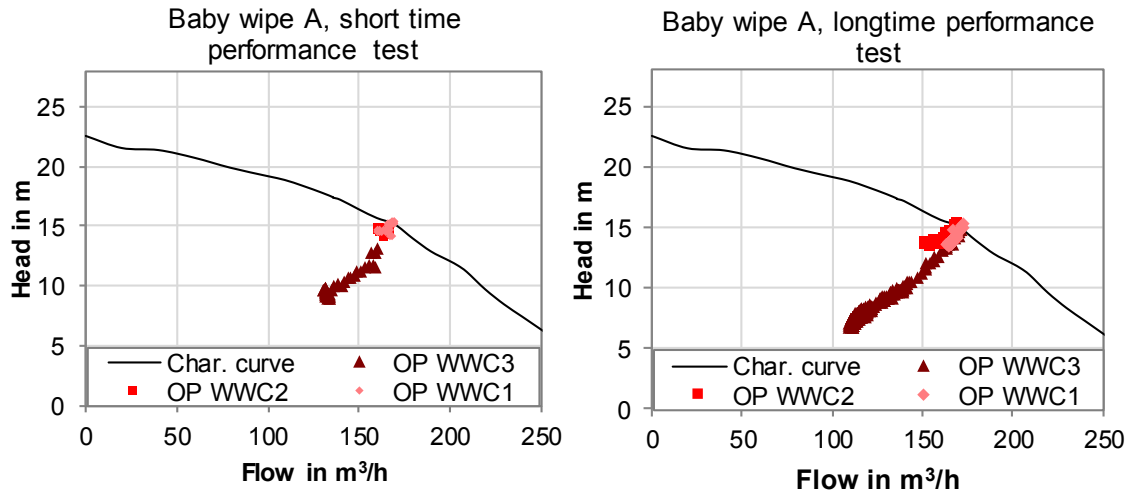 Baby wipe A, short time
performance test
25
20
15
10
5
0
Head in m
Char. curve
OP WWC3
OP WWC2
OP WWC1
0 50 100 150 200 250
Flow in m³/h
Baby wipe A, longtime performance
test
25
20
15
10
5
0
Head in m
Char. curve
OP WWC3
OP WWC2
OP WWC1
0 50 100 150 200 250
Flow in m³/h